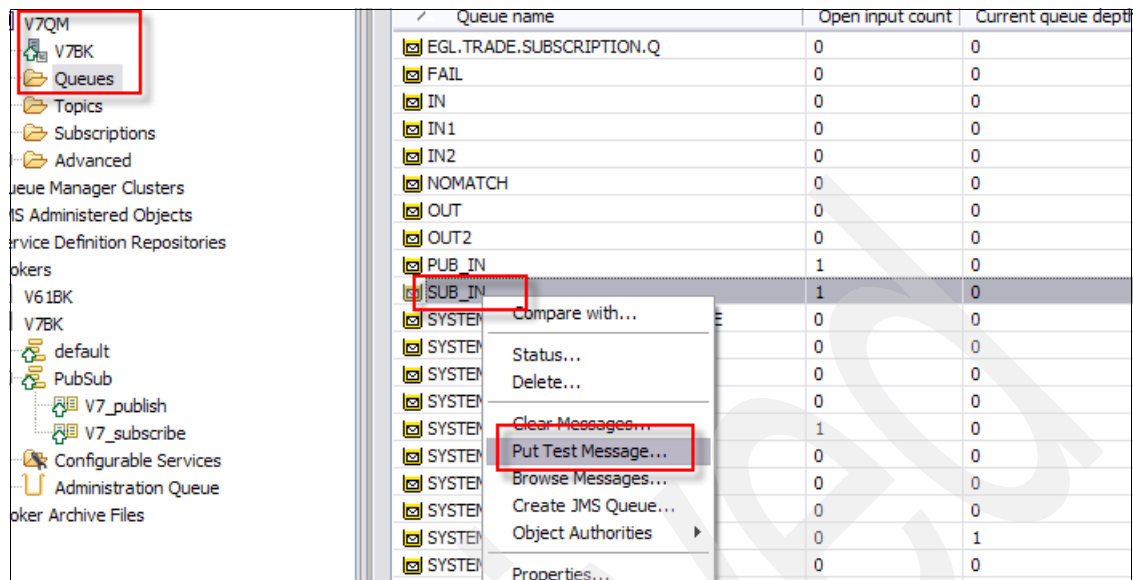 V7QM
V7BK
Queues
Topics
Subscriptions
Advanced
ueue Manager Clusters
MS Administered Objects
ervice Definition Repositories
okers
V61BK
V7BK
default
PubSub
V7_publish
V7_subscribe
Configurable Services
Administration Queue
oker Archive Files
Queue name Open input count Current queue depth
EGL.TRADE.SUBSCRIPTION.Q 0 0
FAIL 0 0
IN 0 0
IN1 0 0
IN2 0 0
NOMATCH 0 0
OUT 0 0
OUT2 0 0
PUB_IN 1 0
SUB_IN 1 0
SYSTEM E 0 0
SYSTEM 0 0
SYSTEM 0 0
SYSTEM 0 0
SYSTEM 1 0
SYSTEM 0 0
SYSTEM 0 0
SYSTEM 0 0
SYSTEM 0 1
SYSTEM 0 0
Compare with...
Status...
Delete...
Clear Messages...
Put Test Message...
Browse Messages...
Create JMS Queue...
Object Authorities
Properties...